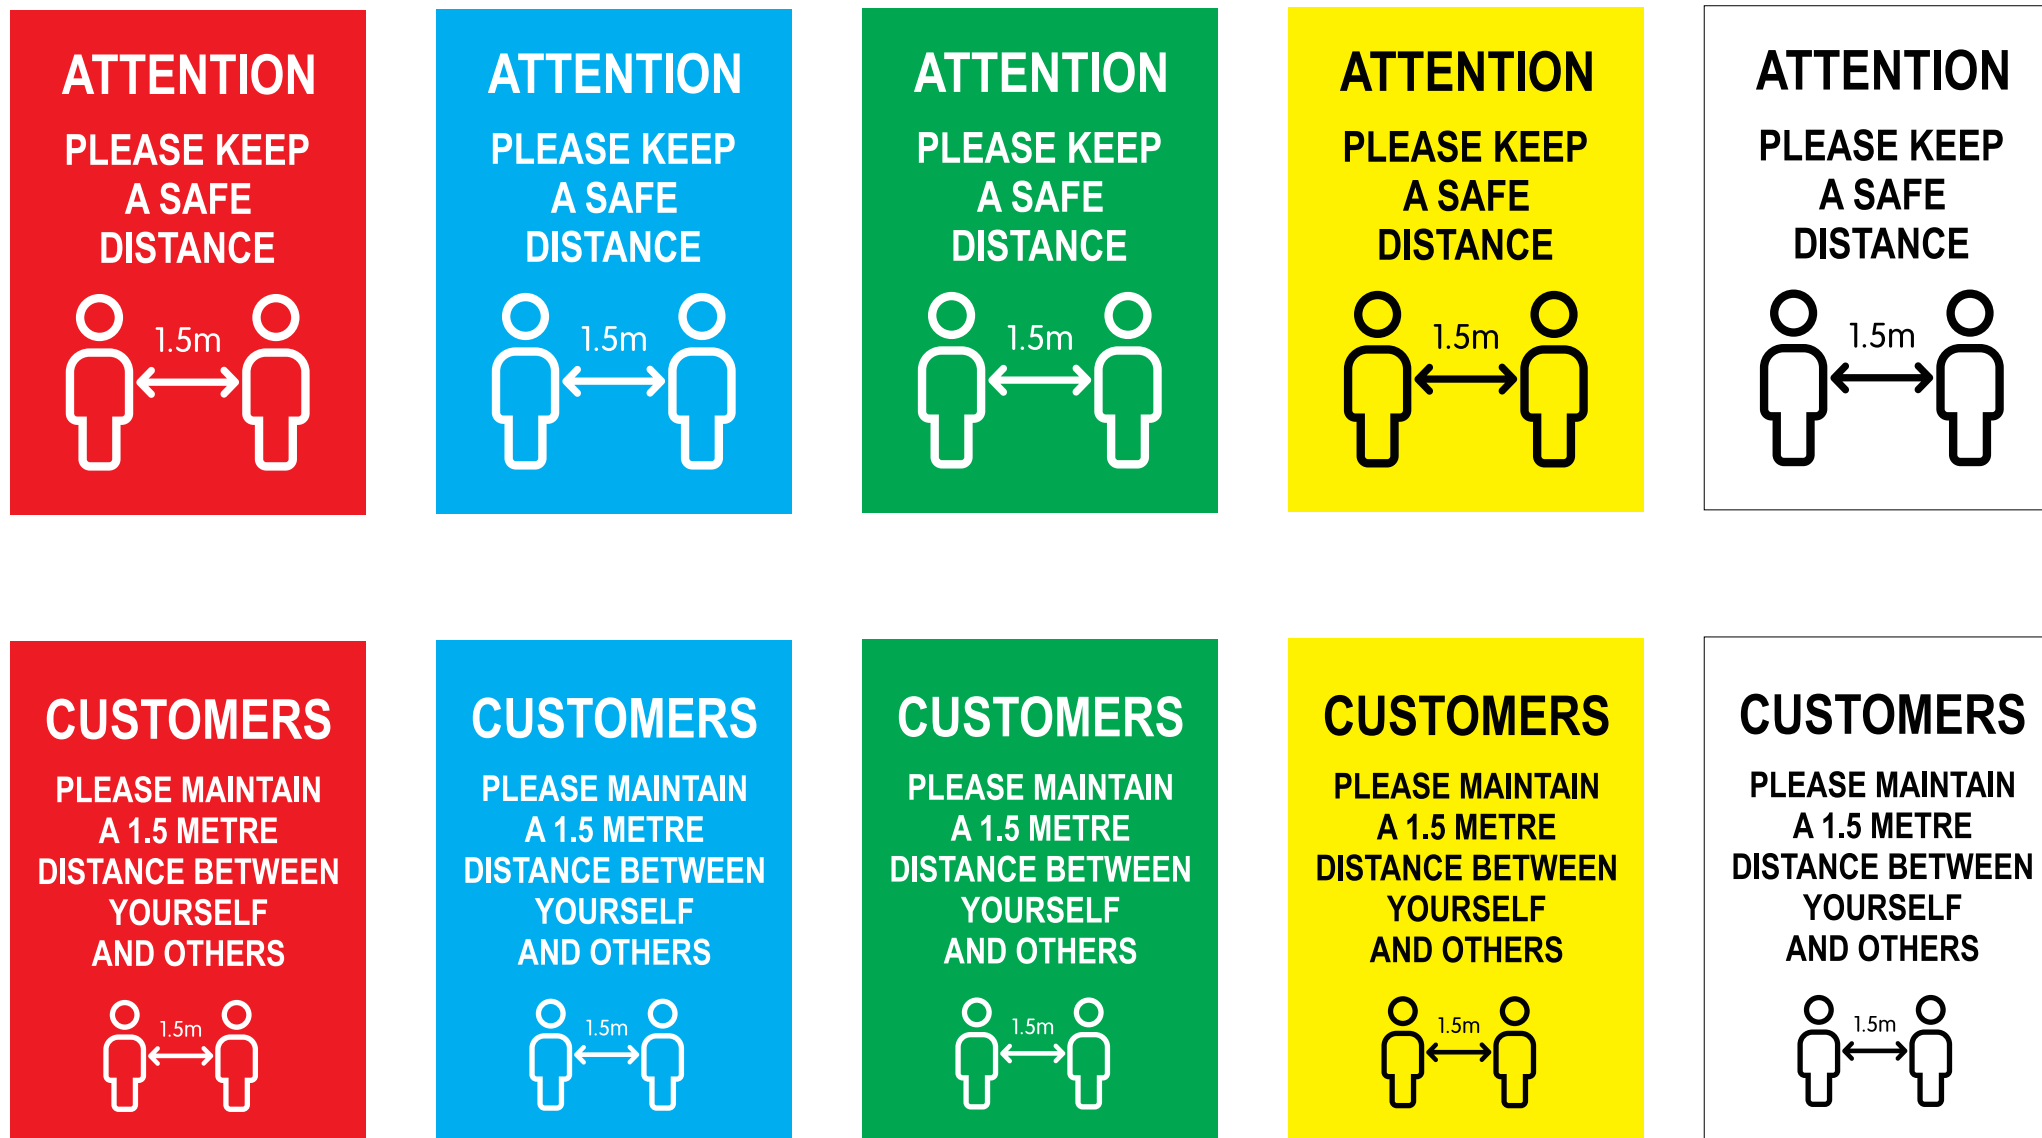 ATTENTION
PLEASE KEEP
A SAFE
DISTANCE
1.5m
ATTENTION
PLEASE KEEP
A SAFE
DISTANCE
1.5m
ATTENTION
PLEASE KEEP
A SAFE
DISTANCE
1.5m
ATTENTION
PLEASE KEEP
A SAFE
DISTANCE
1.5m
ATTENTION
PLEASE KEEP
A SAFE
DISTANCE
1.5m
CUSTOMERS
PLEASE MAINTAIN
A 1.5 METRE
DISTANCE BETWEEN
YOURSELF
AND OTHERS
1.5m
CUSTOMERS
PLEASE MAINTAIN
A 1.5 METRE
DISTANCE BETWEEN
YOURSELF
AND OTHERS
1.5m
CUSTOMERS
PLEASE MAINTAIN
A 1.5 METRE
DISTANCE BETWEEN
YOURSELF
AND OTHERS
1.5m
CUSTOMERS
PLEASE MAINTAIN
A 1.5 METRE
DISTANCE BETWEEN
YOURSELF
AND OTHERS
1.5m
CUSTOMERS
PLEASE MAINTAIN
A 1.5 METRE
DISTANCE BETWEEN
YOURSELF
AND OTHERS
1.5m